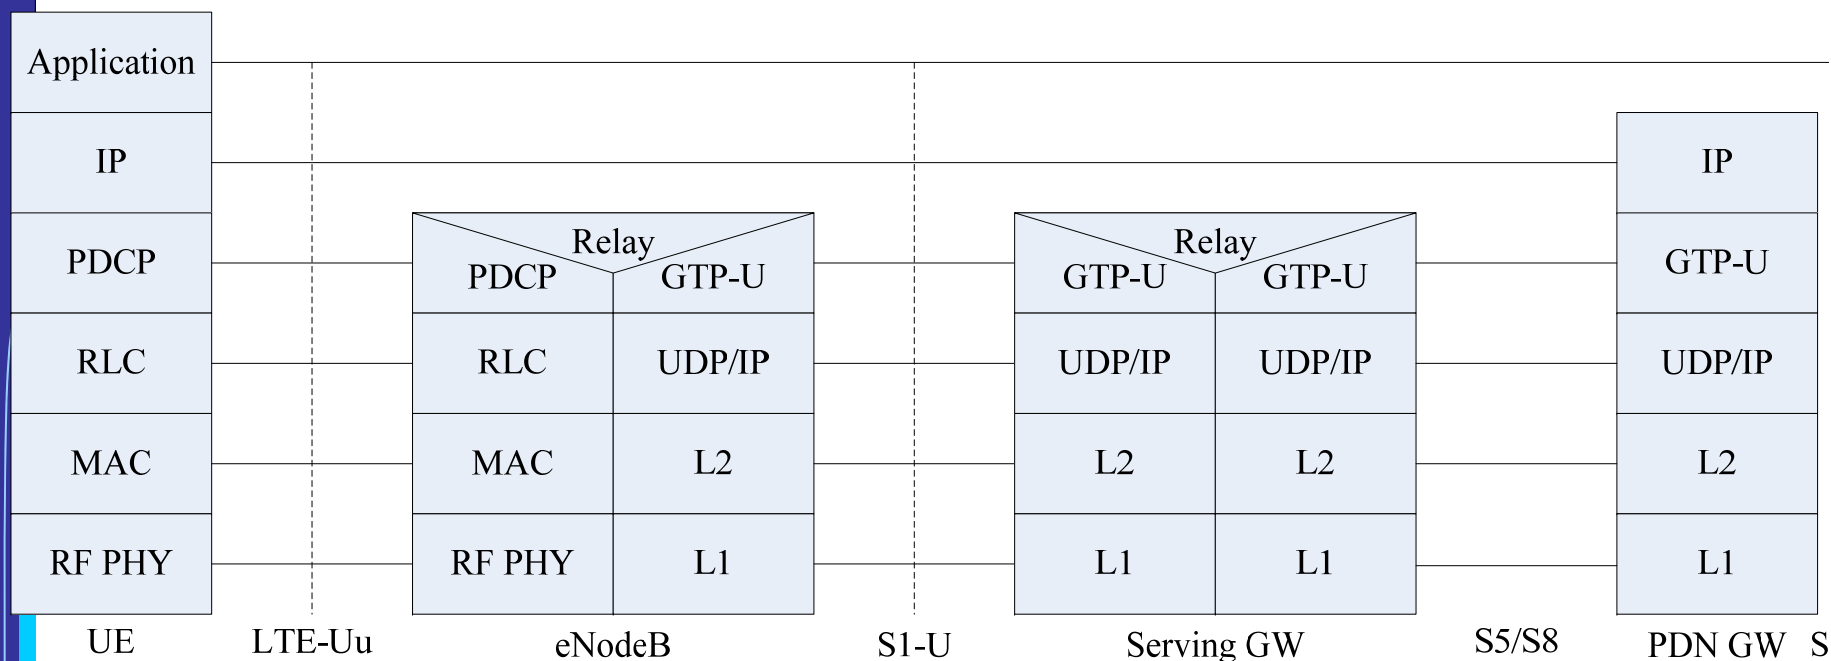 Application
IP
IP
Relay
Relay
PDCP
PDCP
GTP-U
GTP-U
GTP-U
GTP-U
RLC
RLC
UDP/IP
UDP/IP
UDP/IP
UDP/IP
MAC
MAC
L2
L2
L2
L2
RF PHY
RF PHY
L1
L1
L1
L1
UE
LTE-Uu
eNodeB
S1-U
Serving GW
S5/S8
PDN GW
S